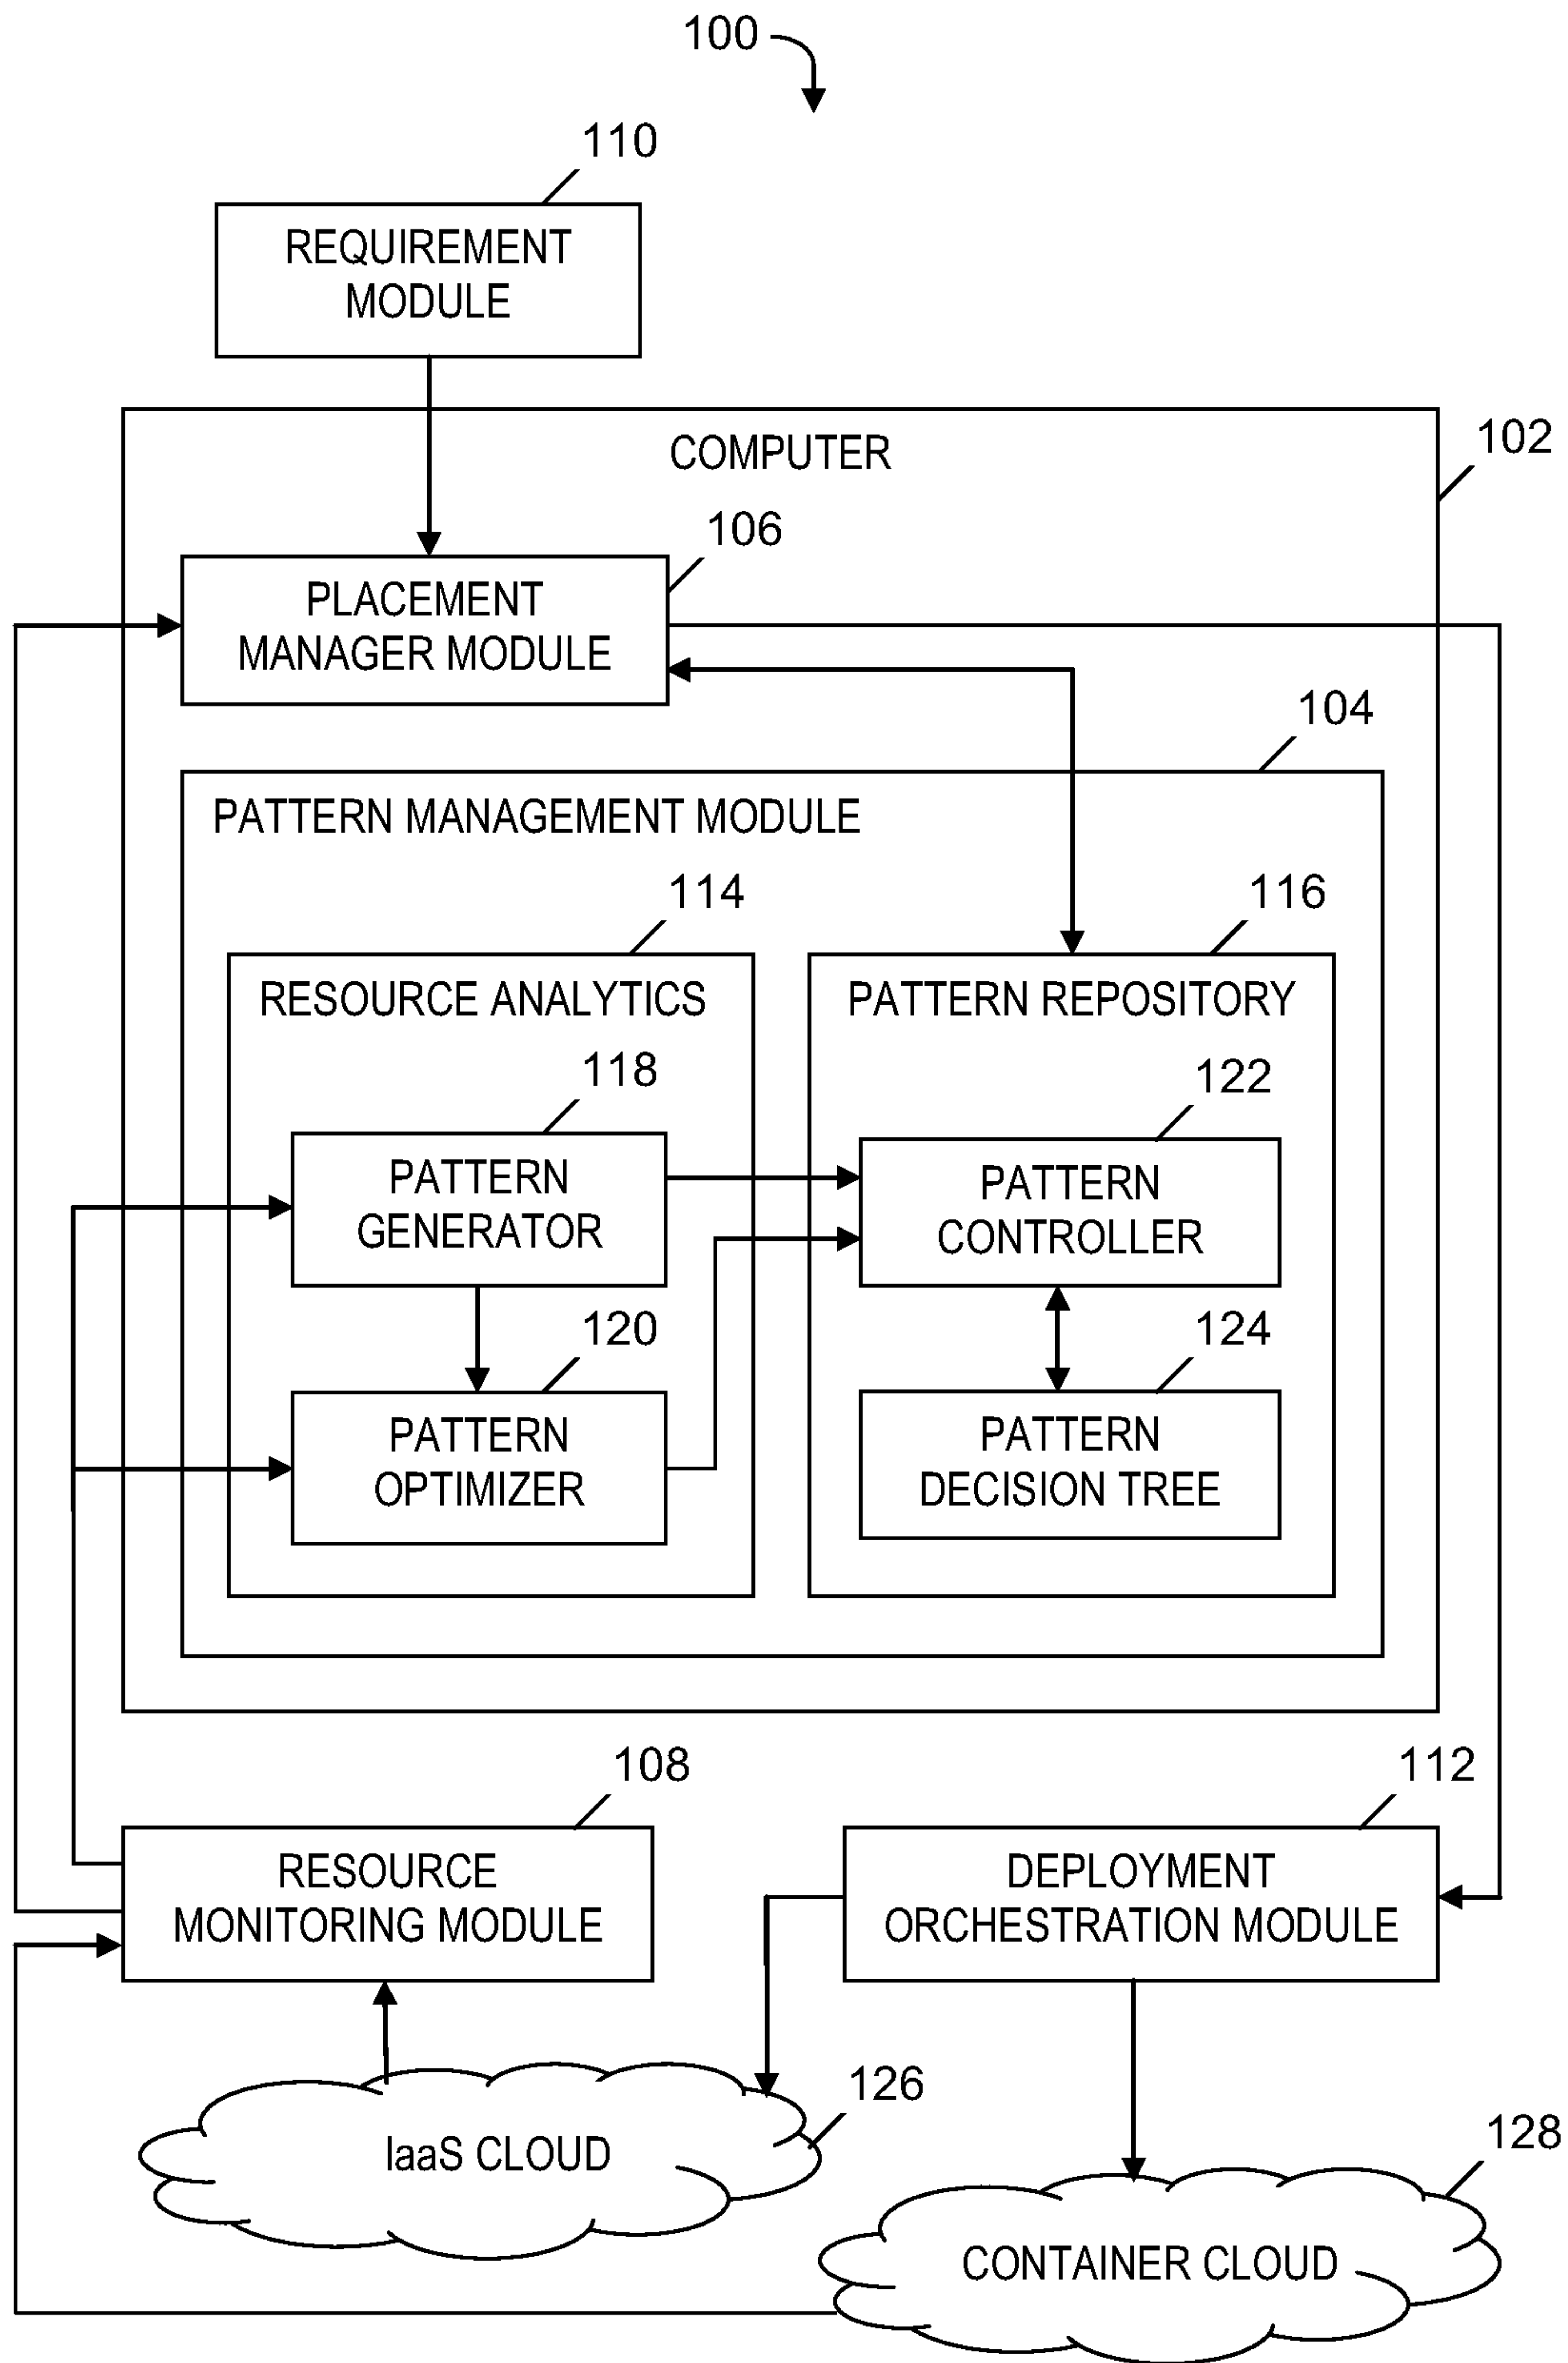 100
110
REQUIREMENT
MODULE
COMPUTER
102
106
PLACEMENT
MANAGER MODULE
104
PATTERN MANAGEMENT MODULE
114
116
RESOURCE ANALYTICS
PATTERN REPOSITORY
118
122
PATTERN
GENERATOR
PATTERN
CONTROLLER
120
124
PATTERN
OPTIMIZER
PATTERN
DECISION TREE
108
112
RESOURCE
MONITORING MODULE
DEPLOYMENT
ORCHESTRATION MODULE
126
IaaS CLOUD
128
CONTAINER CLOUD